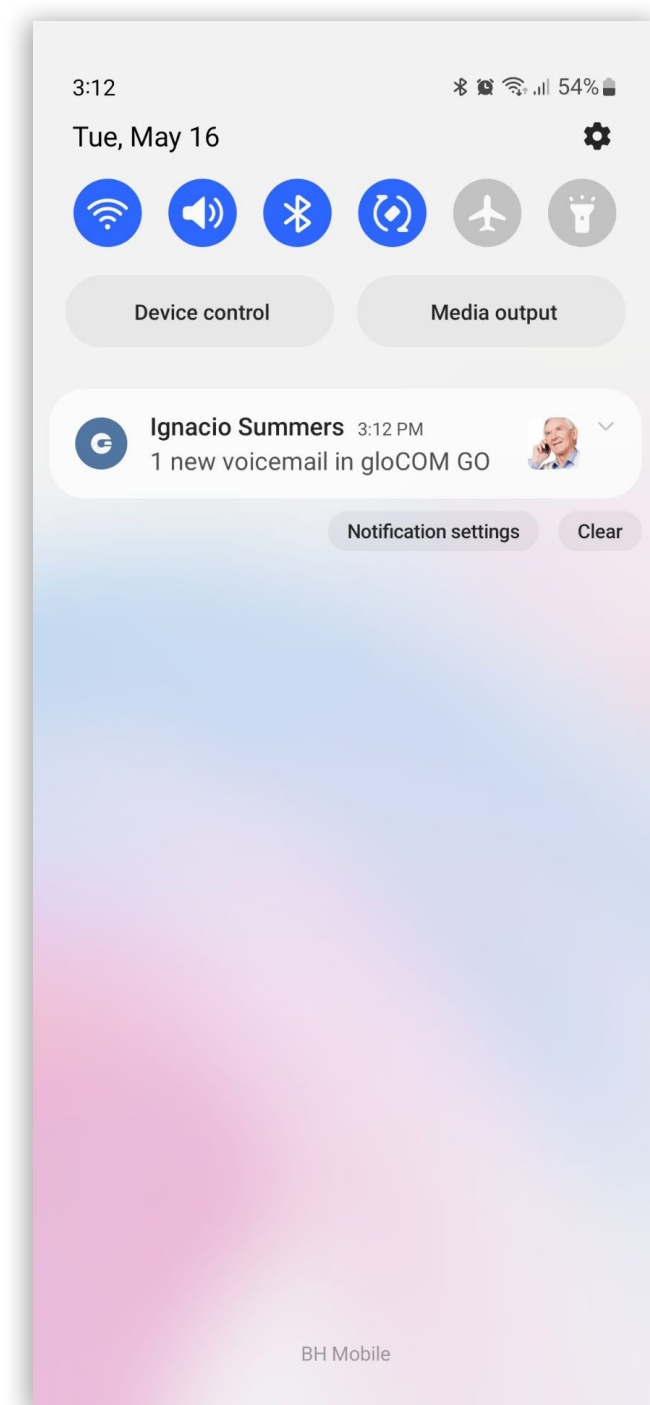 3:12 54%
Tue, May 16
Device control Media output
Ignacio Summers 3:12 PM
1 new voicemail in gloCOM GO
Notification settings Clear
BH Mobile